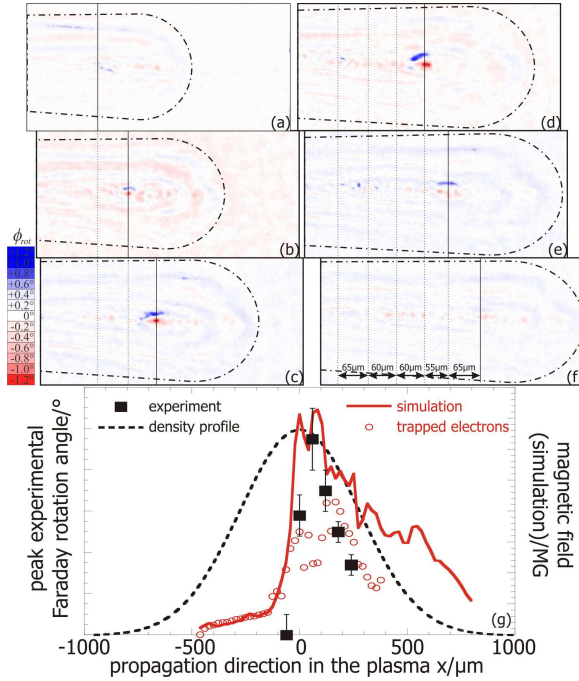 (a)
(d)
(b)
(e)
ϕrot
+0.8°
+0.6°
+0.4°
+0.2°
0°
-0.2°
-0.4°
-0.6°
-0.8°
-1.0°
-1.2°
(c)
65μm 60μm 60μm 55μm 65μm
(f)
experiment
density profile
simulation
trapped electrons
peak experimental
Faraday rotation angle/°
magnetic field
(simulation)/MG
(g)
-1000 -500 0 500 1000
propagation direction in the plasma x/μm